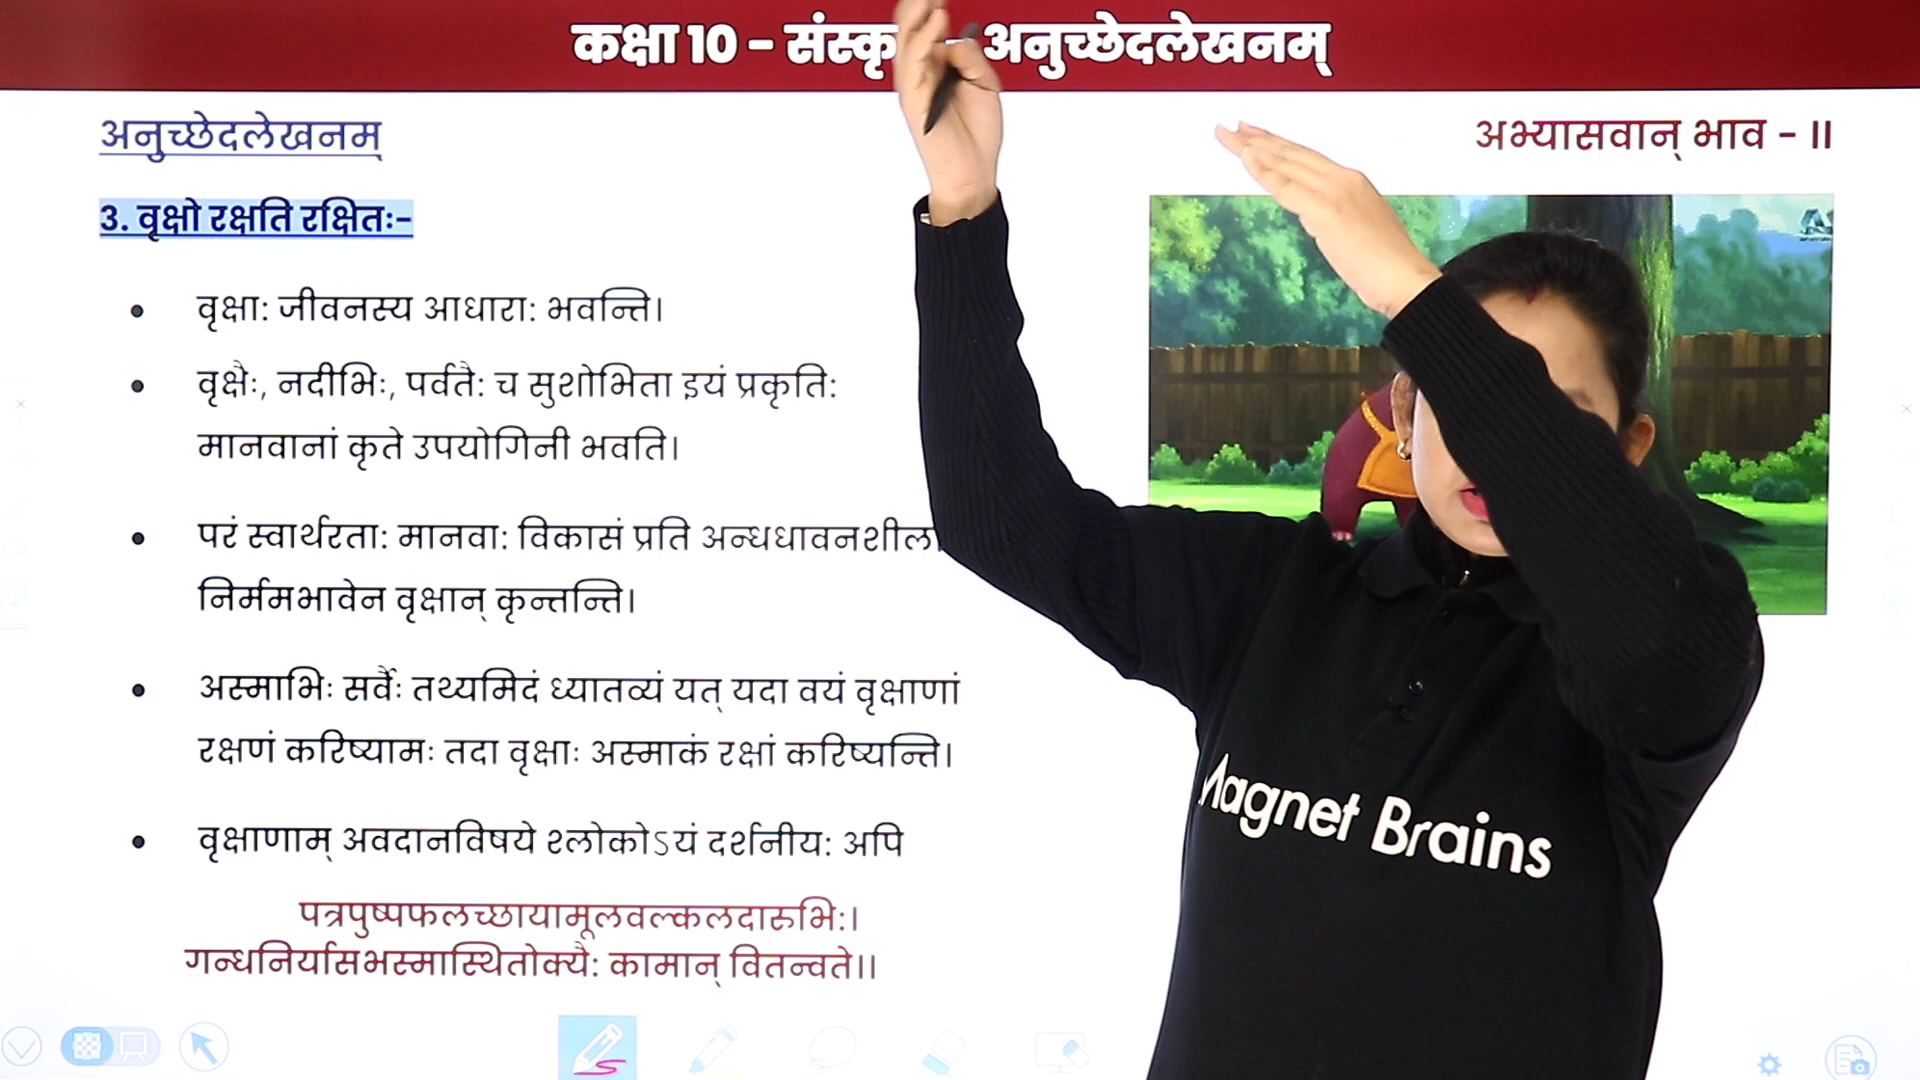 कक्षा 10 - अनुच्छेदलेखनम्
अनुच्छेदलेखनम्
अभ्यासवान् भाव - II
3. वृक्षो रक्षति रक्षितः-
• वृक्षाः जीवनस्य आधाराः भवन्ति।
• वृक्षैः, नदीभिः, पर्वतैः च सुशोभिता इयं प्रकृतिः
मानवानां कृते उपयोगिनी भवति।
• परं स्वार्थरताः मानवाः विकासं प्रति
निर्ममभावेन वृक्षान् कृन्तन्ति।
• अस्माभिः सर्वैः तथ्यमिदं ध्यातव्यं यत् यदा वयं वृक्षाणां
रक्षणं करिष्यामः तदा वृक्षाः अस्माकं रक्षां करिष्यन्ति।
• वृक्षाणाम् अवदानविषये श्लोकोऽयं दर्शनीयः अपि
पत्रपुष्पफलच्छायामूलवल्कलदारुभिः।
गन्धनिर्यासभस्मास्थितोक्यैः कामान् वितन्वते।।
Magnet Brains